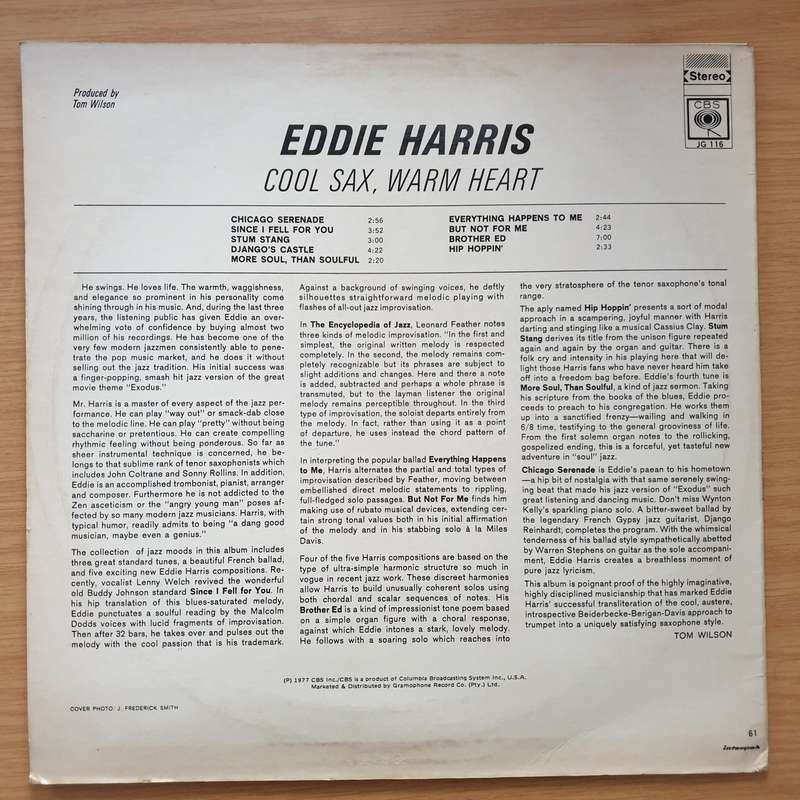 Produced by
Tom Wilson
Stereo
CBS
JG 116
EDDIE HARRIS
COOL SAX, WARM HEART
CHICAGO SERENADE 2:56
SINCE I FELL FOR YOU 3:52
STUM STANG 3:00
DJANGO'S CASTLE 4:22
MORE SOUL, THAN SOULFUL 2:20
EVERYTHING HAPPENS TO ME 2:44
BUT NOT FOR ME 4:23
BROTHER ED 7:00
HIP HOPPIN' 2:33
He swings. He loves life. The warmth, waggishness,
and elegance so prominent in his personality come
shining through in his music. And, during the last three
years, the listening public has given Eddie an over-
whelming vote of confidence by buying almost two
million of his recordings. He has become one of the
very few modern jazzmen consistently able to pene-
trate the pop music market, and he does it without
selling out the jazz tradition. His initial success was
a finger-popping, smash hit jazz version of the great
movie theme "Exodus."
Mr. Harris is a master of every aspect of the jazz per-
formance. He can play "way out" or smack-dab close
to the melodic line. He can play "pretty" without being
saccharine or pretentious. He can create compelling
rhythmic feeling without being ponderous. So far as
sheer instrumental technique is concerned, he be-
longs to that sublime rank of tenor saxophonists which
includes John Coltrane and Sonny Rollins. In addition,
Eddie is an accomplished trombonist, pianist, arranger
and composer. Furthermore he is not addicted to the
Zen asceticism or the "angry young man" poses af-
fected by so many modern jazz musicians. Harris, with
typical humor, readily admits to being "a dang good
musician, maybe even a genius."
The collection of jazz moods in this album includes
three great standard tunes, a beautiful French ballad,
and five exciting new Eddie Harris compositions. Re-
cently, vocalist Lenny Welch revived the wonderful
old Buddy Johnson standard Since I Fell for You. In
his hip translation of this blues-saturated melody,
Eddie punctuates a soulful reading by the Malcolm
Dodds voices with lucid fragments of improvisation.
Then after 32 bars, he takes over and pulses out the
melody with the cool passion that is his trademark.
Against a background of swinging voices, he deftly
silhouettes straightforward melodic playing with
flashes of all-out jazz improvisation.
In The Encyclopedia of Jazz, Leonard Feather notes
three kinds of melodic improvisation. "In the first and
simplest, the original written melody is respected
completely. In the second, the melody remains com-
pletely recognizable but its phrases are subject to
slight additions and changes. Here and there a note
is added, subtracted and perhaps a whole phrase is
transmuted, but to the layman listener the original
melody remains perceptive throughout. In the third
type of improvisation, the soloist departs entirely from
the melody. In fact, rather than using it as a point
of departure, he uses instead the chord pattern of
the tune."
In interpreting the popular ballad Everything Happens
to Me, Harris alternates the partial and total types of
improvisation described by Feather, moving between
embellished direct melodic statements to rippling,
full-fledged solo passages. But Not For Me finds him
making use of rubato musical devices, extending cer-
tain strong tonal values both in his initial affirmation
of the melody and in his stabbing solo à la Miles
Davis.
Four of the five Harris compositions are based on the
type of ultra-simple harmonic structure so much in
vogue in recent jazz work. These discreet harmonies
allow Harris to build unusually coherent solos using
both chordal and scalar sequences of notes. His
Brother Ed is a kind of impressionist tone poem based
on a simple organ figure with a choral response,
against which Eddie intones a stark, lovely melody.
He follows with a soaring solo which reaches into
the very stratosphere of the tenor saxophone's tonal
range.
The aply named Hip Hoppin' presents a sort of modal
approach in a scampering, joyful manner with Harris
darting and stinging like a musical Cassius Clay. Stum
Stang derives its title from the unison figure repeated
again and again by the organ and guitar. There is a
folk cry and intensity in his playing here that will de-
light those Harris fans who have never heard him take
off into a freedom bag before. Eddie's fourth tune is
More Soul, Than Soulful, a kind of jazz sermon. Taking
his scripture from the books of the blues, Eddie pro-
ceeds to preach to his congregation. He works them
up into a sanctified frenzy—wailing and walking in
6/8 time, testifying to the general grooviness of life.
From the first solemn organ notes to the rollicking,
gospelized ending, this is a forceful, yet tasteful new
adventure in "soul" jazz.
Chicago Serenade is Eddie's paean to his hometown
—a hip bit of nostalgia with that same serenely swing-
ing beat that made his jazz version of "Exodus" such
great listening and dancing music. Don't miss Wynton
Kelly's sparkling piano solo. A bitter-sweet ballad by
the legendary French Gypsy jazz guitarist, Django
Reinhardt, completes the program. With the whimsical
tenderness of his ballad style sympathetically abetted
by Warren Stephens on guitar as the sole accompani-
ment, Eddie Harris creates a breathless moment of
pure jazz lyricism.
This album is poignant proof of the highly imaginative,
highly disciplined musicianship that has marked Eddie
Harris' successful transliteration of the cool, austere,
introspective Beiderbecke-Berigan-Davis approach to
trumpet into a uniquely satisfying saxophone style.
TOM WILSON
(P) 1977 CBS Inc./CBS is a product of Columbia Broadcasting System Inc., U.S.A.
Marketed & Distributed by Gramophone Record Co. (Pty.) Ltd.
COVER PHOTO: J. FREDERICK SMITH
61